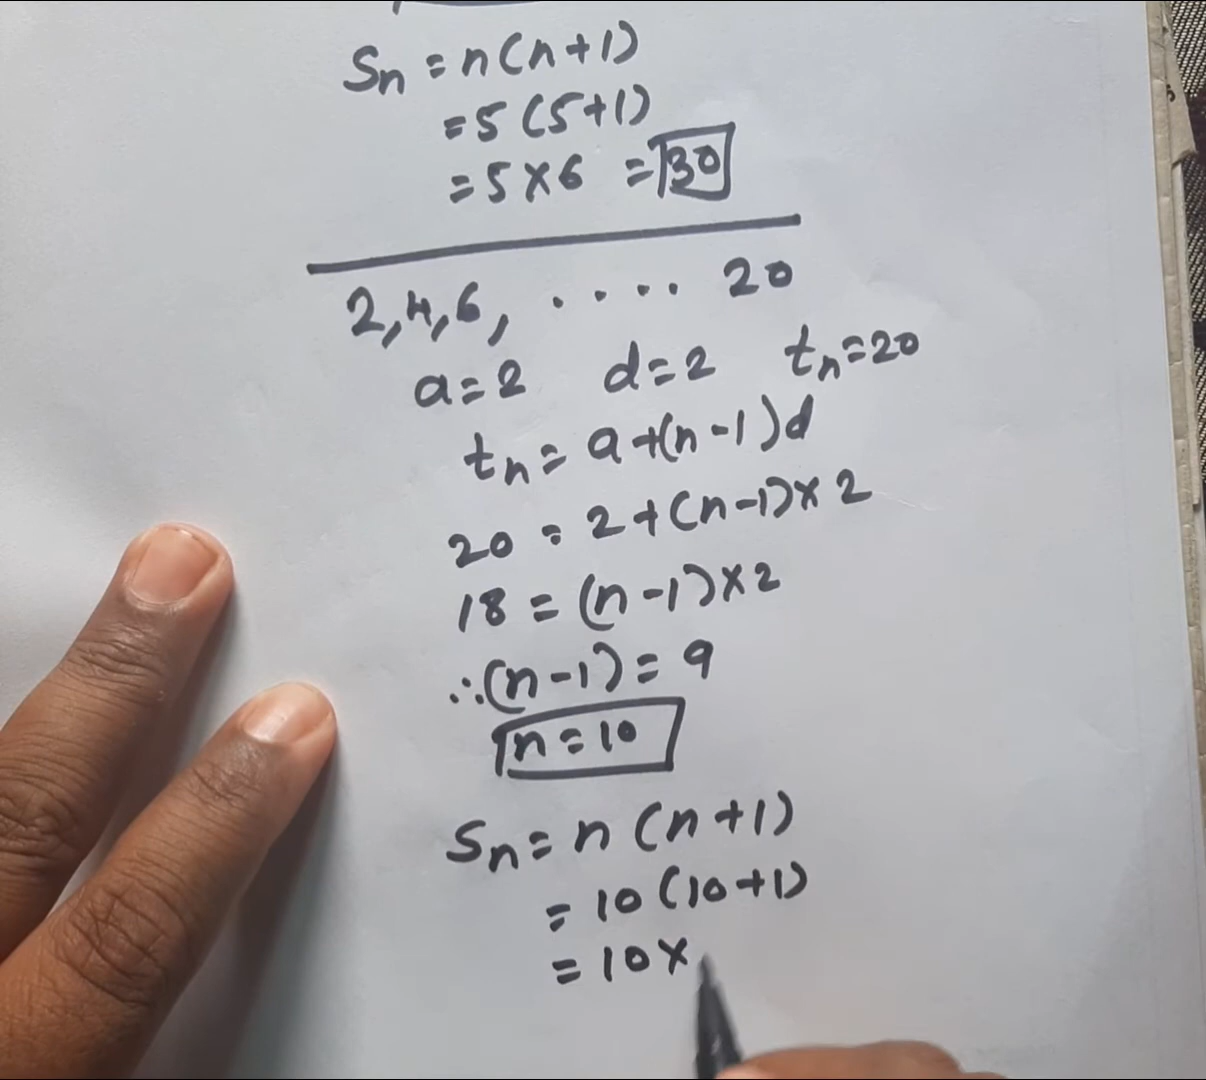 Sn = n(n+1)
= 5(5+1)
= 5×6 = 30
2,4,6, .... 20
a=2 d=2 tn=20
tn = a+(n-1)d
20 = 2+(n-1)×2
18 = (n-1)×2
∴(n-1) = 9
n=10
Sn = n(n+1)
= 10(10+1)
= 10×